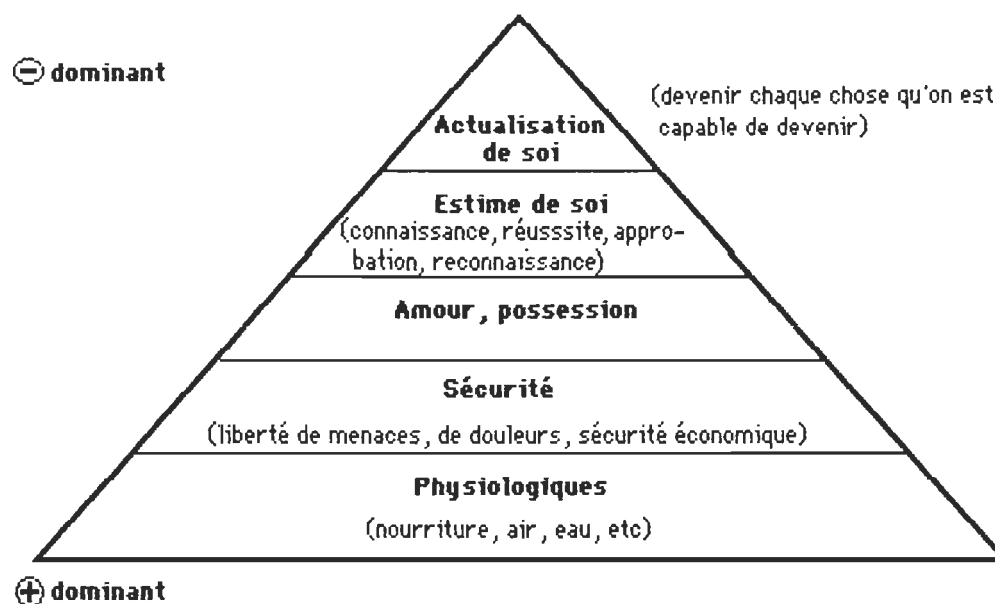 ⊖ dominant
(devenir chaque chose qu'on est
capable de devenir)
Actualisation
de soi
Estime de soi
(connaissance, réusssite, appro-
bation, reconnaissance)
Amour, possession
Sécurité
(liberté de menaces, de douleurs, sécurité économique)
Physiologiques
(nourriture, air, eau, etc)
⊕ dominant